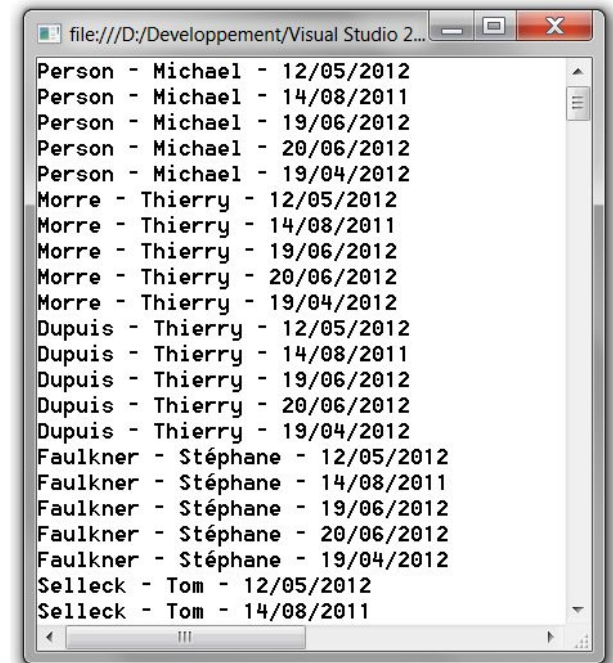 file:///D:/Developpement/Visual Studio 2...
Person - Michael - 12/05/2012
Person - Michael - 14/08/2011
Person - Michael - 19/06/2012
Person - Michael - 20/06/2012
Person - Michael - 19/04/2012
Morre - Thierry - 12/05/2012
Morre - Thierry - 14/08/2011
Morre - Thierry - 19/06/2012
Morre - Thierry - 20/06/2012
Morre - Thierry - 19/04/2012
Dupuis - Thierry - 12/05/2012
Dupuis - Thierry - 14/08/2011
Dupuis - Thierry - 19/06/2012
Dupuis - Thierry - 20/06/2012
Dupuis - Thierry - 19/04/2012
Faulkner - Stéphane - 12/05/2012
Faulkner - Stéphane - 14/08/2011
Faulkner - Stéphane - 19/06/2012
Faulkner - Stéphane - 20/06/2012
Faulkner - Stéphane - 19/04/2012
Selleck - Tom - 12/05/2012
Selleck - Tom - 14/08/2011